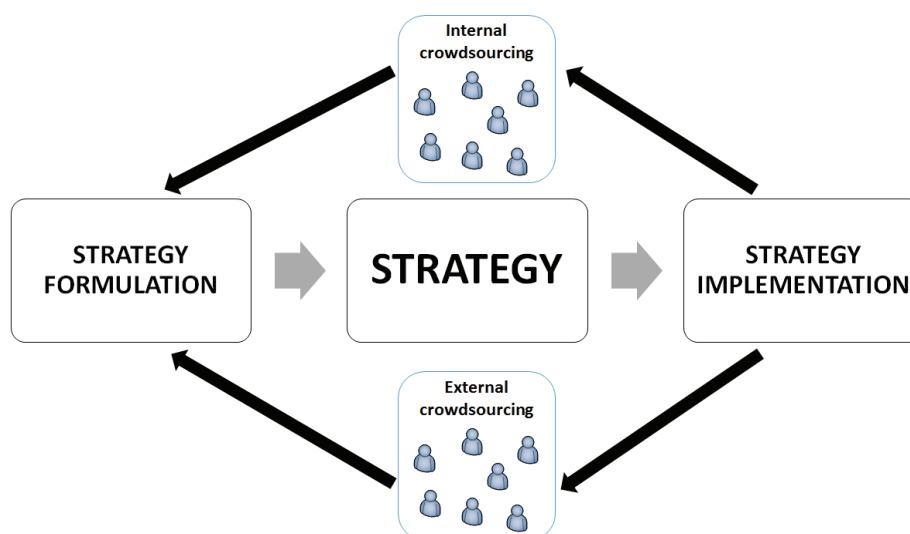 Internal
crowdsourcing
STRATEGY
FORMULATION
STRATEGY
STRATEGY
IMPLEMENTATION
External
crowdsourcing